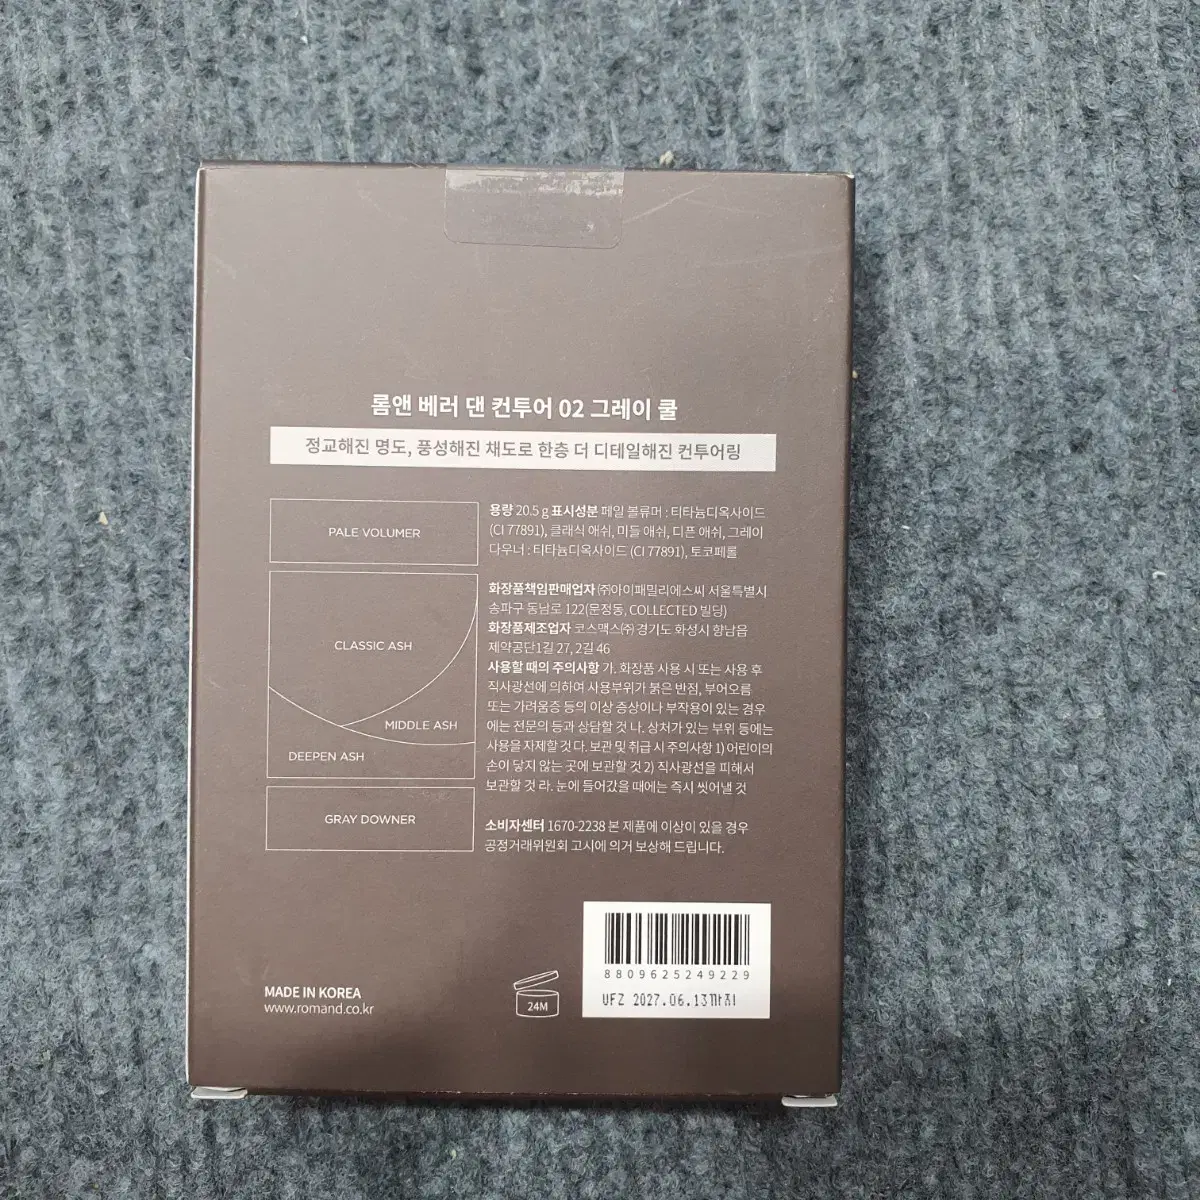 롬앤 베러 댄 컨투어 02 그레이 쿨
정교해진 명도, 풍성해진 채도로 한층 더 디테일해진 컨투어링
PALE VOLUMER
CLASSIC ASH
MIDDLE ASH
DEEPEN ASH
GRAY DOWNER
용량 20.5 g 표시성분 페일 볼류머 : 티타늄디옥사이드
(CI 77891), 클래식 애쉬, 미들 애쉬, 디픈 애쉬, 그레이
다우너 : 티타늄디옥사이드 (CI 77891), 토코페롤
화장품책임판매업자 ㈜아이패밀리에스씨 서울특별시
송파구 동남로 122(문정동, COLLECTED 빌딩)
화장품제조업자 코스맥스㈜ 경기도 화성시 향남읍
제약공단1길 27, 2길 46
사용할 때의 주의사항 가. 화장품 사용 시 또는 사용 후
직사광선에 의하여 사용부위가 붉은 반점, 부어오름
또는 가려움증 등의 이상 증상이나 부작용이 있는 경우
에는 전문의 등과 상담할 것 나. 상처가 있는 부위 등에는
사용을 자제할 것 다. 보관 및 취급 시 주의사항 1) 어린이의
손이 닿지 않는 곳에 보관할 것 2) 직사광선을 피해서
보관할 것 라. 눈에 들어갔을 때에는 즉시 씻어낼 것
소비자센터 1670-2238 본 제품에 이상이 있을 경우
공정거래위원회 고시에 의거 보상해 드립니다.
8809625249229
UFZ 2027.06.13까지
24M
MADE IN KOREA
www.romand.co.kr